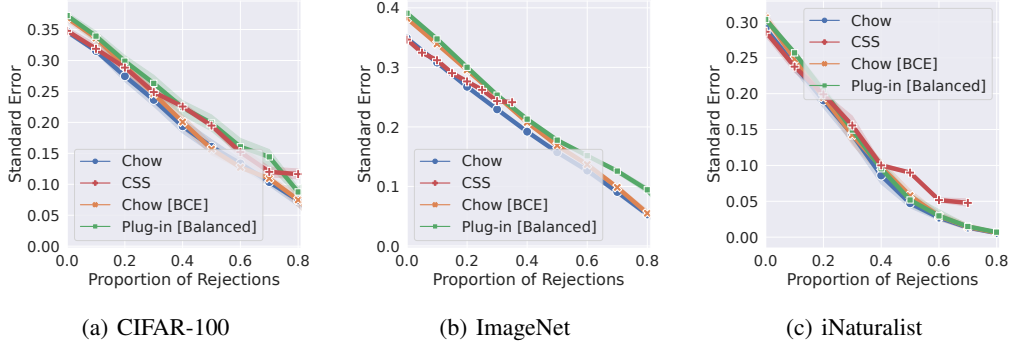 Standard Error
0.35
0.30
0.25
0.20
0.15
0.10
0.05
0.00
Chow
CSS
Chow [BCE]
Plug-in [Balanced]
0.0 0.2 0.4 0.6 0.8
Proportion of Rejections
(a) CIFAR-100
Standard Error
0.4
0.3
0.2
0.1
0.0
Chow
CSS
Chow [BCE]
Plug-in [Balanced]
0.0 0.2 0.4 0.6 0.8
Proportion of Rejections
(b) ImageNet
Standard Error
0.30
0.25
0.20
0.15
0.10
0.05
0.00
Chow
CSS
Chow [BCE]
Plug-in [Balanced]
0.0 0.2 0.4 0.6 0.8
Proportion of Rejections
(c) iNaturalist